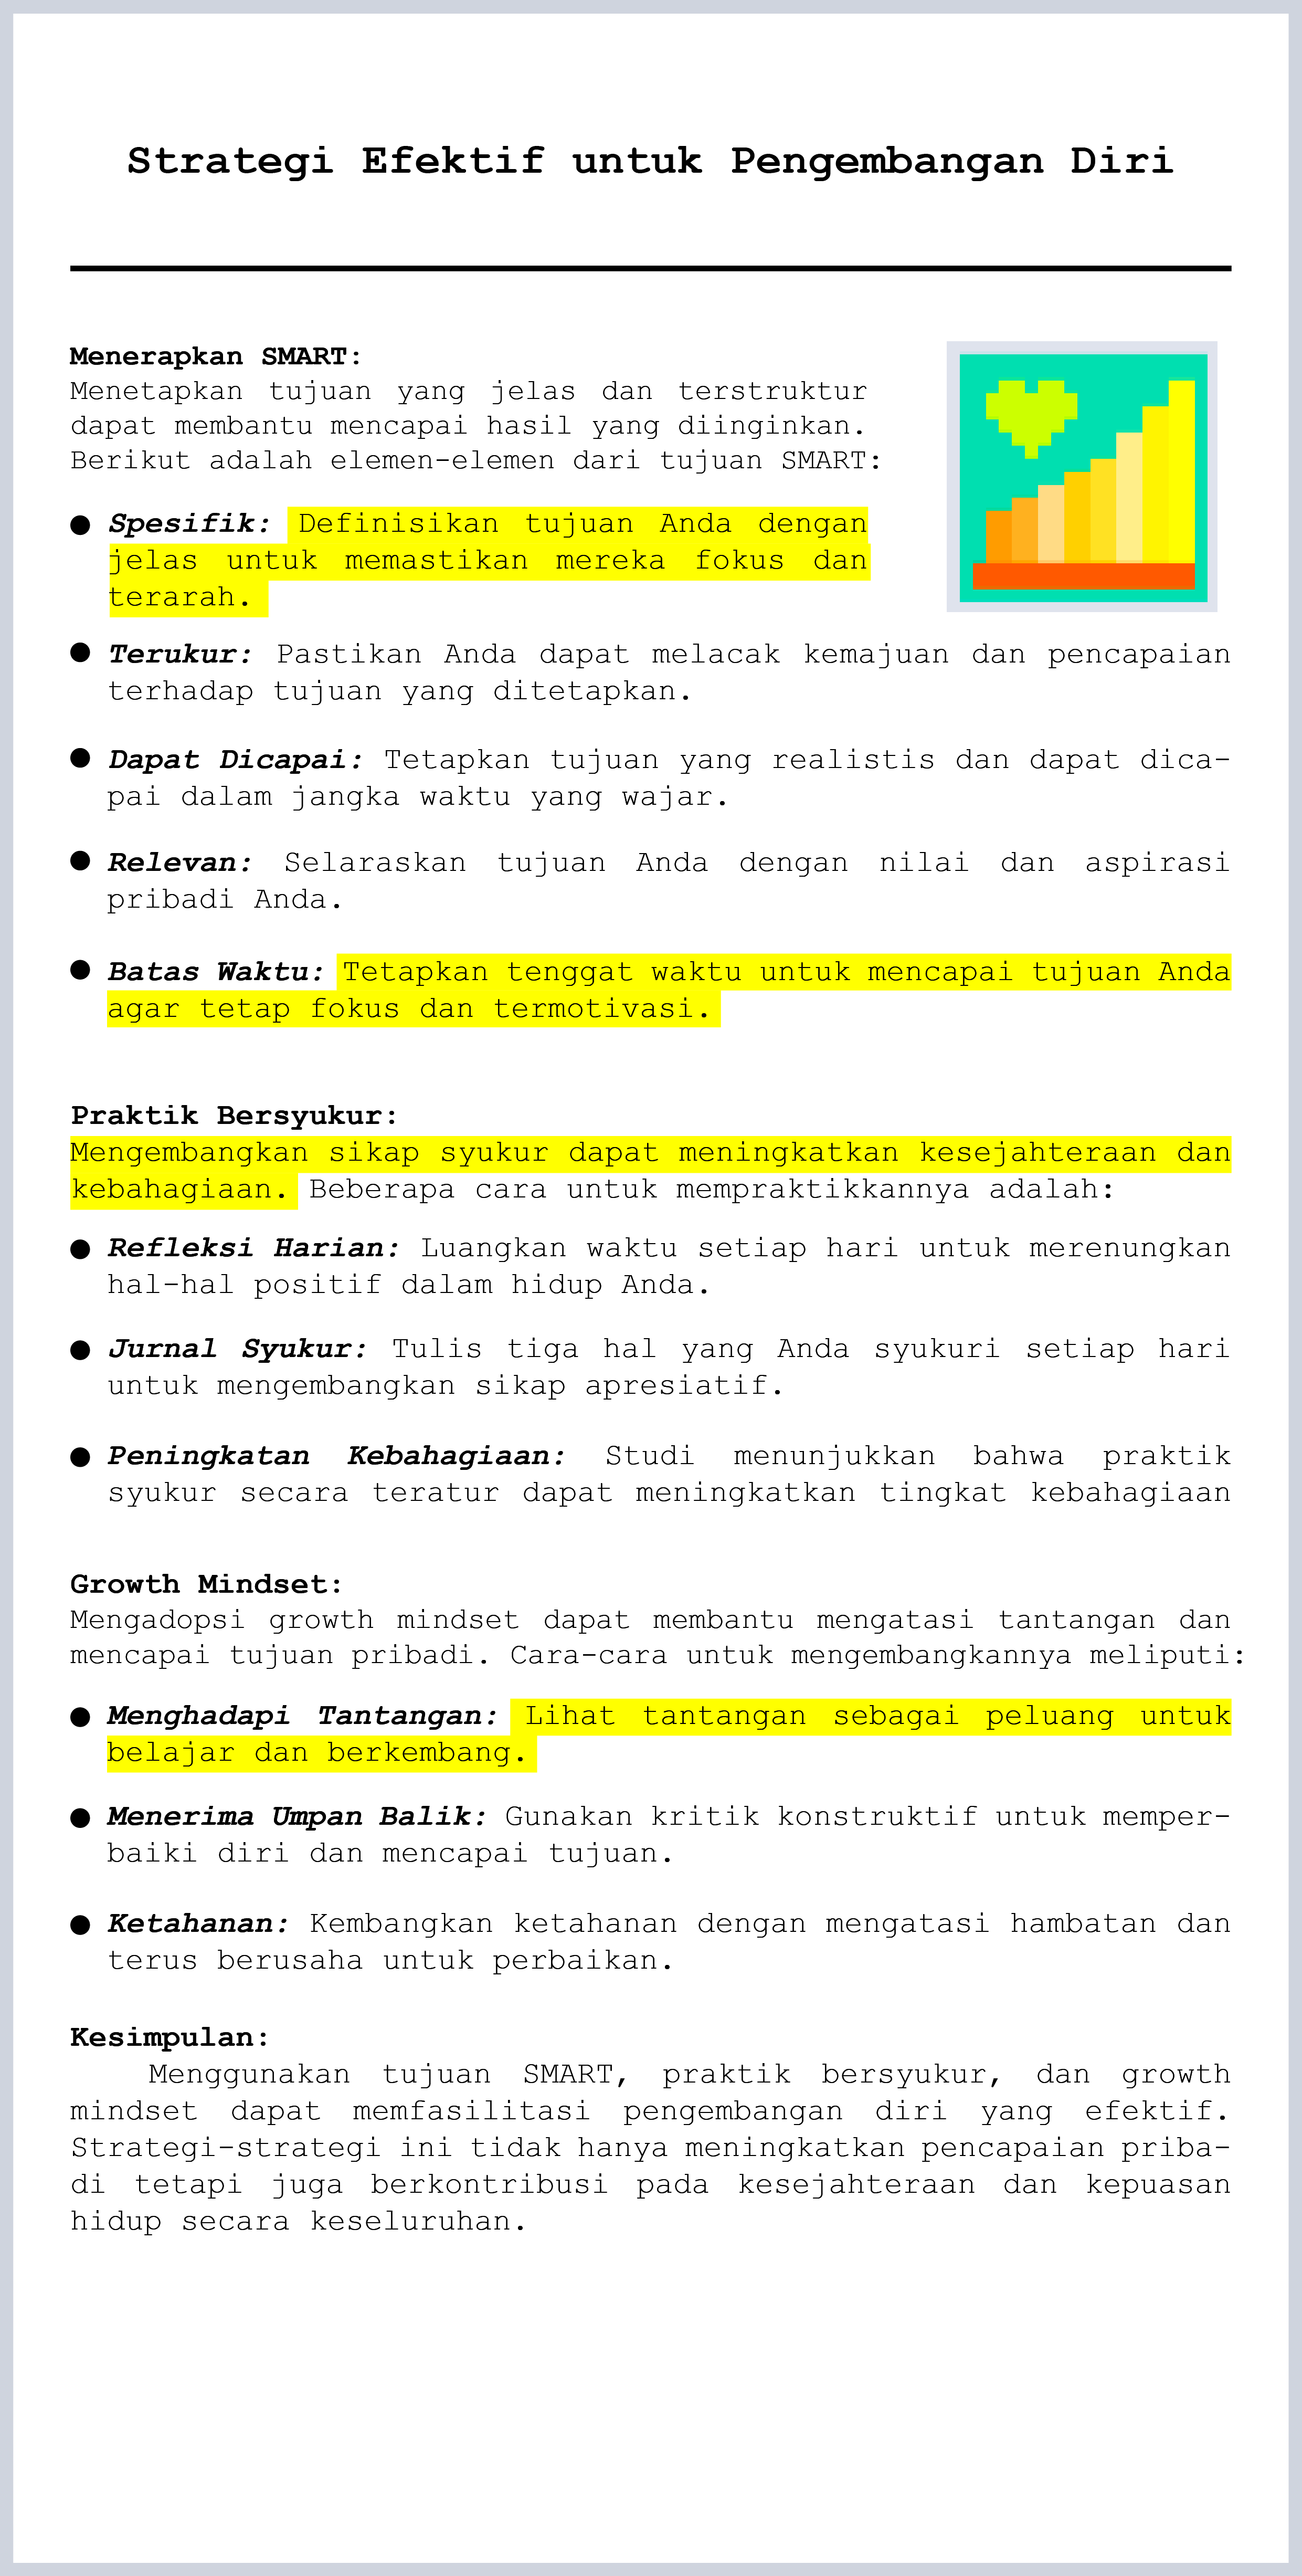 Strategi Efektif untuk Pengembangan Diri
Menerapkan SMART:
Menetapkan tujuan yang jelas dan terstruktur
dapat membantu mencapai hasil yang diinginkan.
Berikut adalah elemen-elemen dari tujuan SMART:
● Spesifik: Definisikan tujuan Anda dengan
jelas untuk memastikan mereka fokus dan
terarah.
● Terukur: Pastikan Anda dapat melacak kemajuan dan pencapaian
terhadap tujuan yang ditetapkan.
● Dapat Dicapai: Tetapkan tujuan yang realistis dan dapat dica-
pai dalam jangka waktu yang wajar.
● Relevan: Selaraskan tujuan Anda dengan nilai dan aspirasi
pribadi Anda.
● Batas Waktu: Tetapkan tenggat waktu untuk mencapai tujuan Anda
agar tetap fokus dan termotivasi.
Praktik Bersyukur:
Mengembangkan sikap syukur dapat meningkatkan kesejahteraan dan
kebahagiaan. Beberapa cara untuk mempraktikkannya adalah:
● Refleksi Harian: Luangkan waktu setiap hari untuk merenungkan
hal-hal positif dalam hidup Anda.
● Jurnal Syukur: Tulis tiga hal yang Anda syukuri setiap hari
untuk mengembangkan sikap apresiatif.
● Peningkatan Kebahagiaan: Studi menunjukkan bahwa praktik
syukur secara teratur dapat meningkatkan tingkat kebahagiaan
Growth Mindset:
Mengadopsi growth mindset dapat membantu mengatasi tantangan dan
mencapai tujuan pribadi. Cara-cara untuk mengembangkannya meliputi:
● Menghadapi Tantangan: Lihat tantangan sebagai peluang untuk
belajar dan berkembang.
● Menerima Umpan Balik: Gunakan kritik konstruktif untuk memper-
baiki diri dan mencapai tujuan.
● Ketahanan: Kembangkan ketahanan dengan mengatasi hambatan dan
terus berusaha untuk perbaikan.
Kesimpulan:
Menggunakan tujuan SMART, praktik bersyukur, dan growth
mindset dapat memfasilitasi pengembangan diri yang efektif.
Strategi-strategi ini tidak hanya meningkatkan pencapaian priba-
di tetapi juga berkontribusi pada kesejahteraan dan kepuasan
hidup secara keseluruhan.